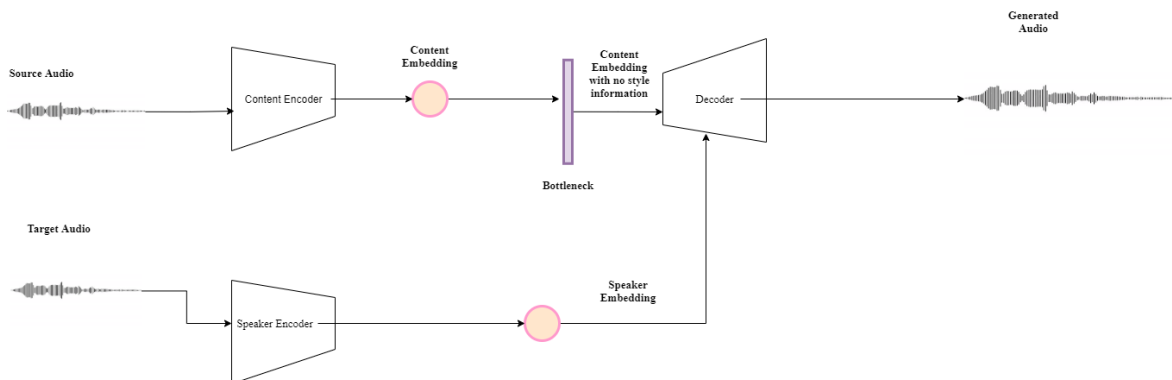 Generated
Audio
Source Audio
Content Encoder
Content
Embedding
Content
Embedding
with no style
information
Decoder
Bottleneck
Target Audio
Speaker Encoder
Speaker
Embedding